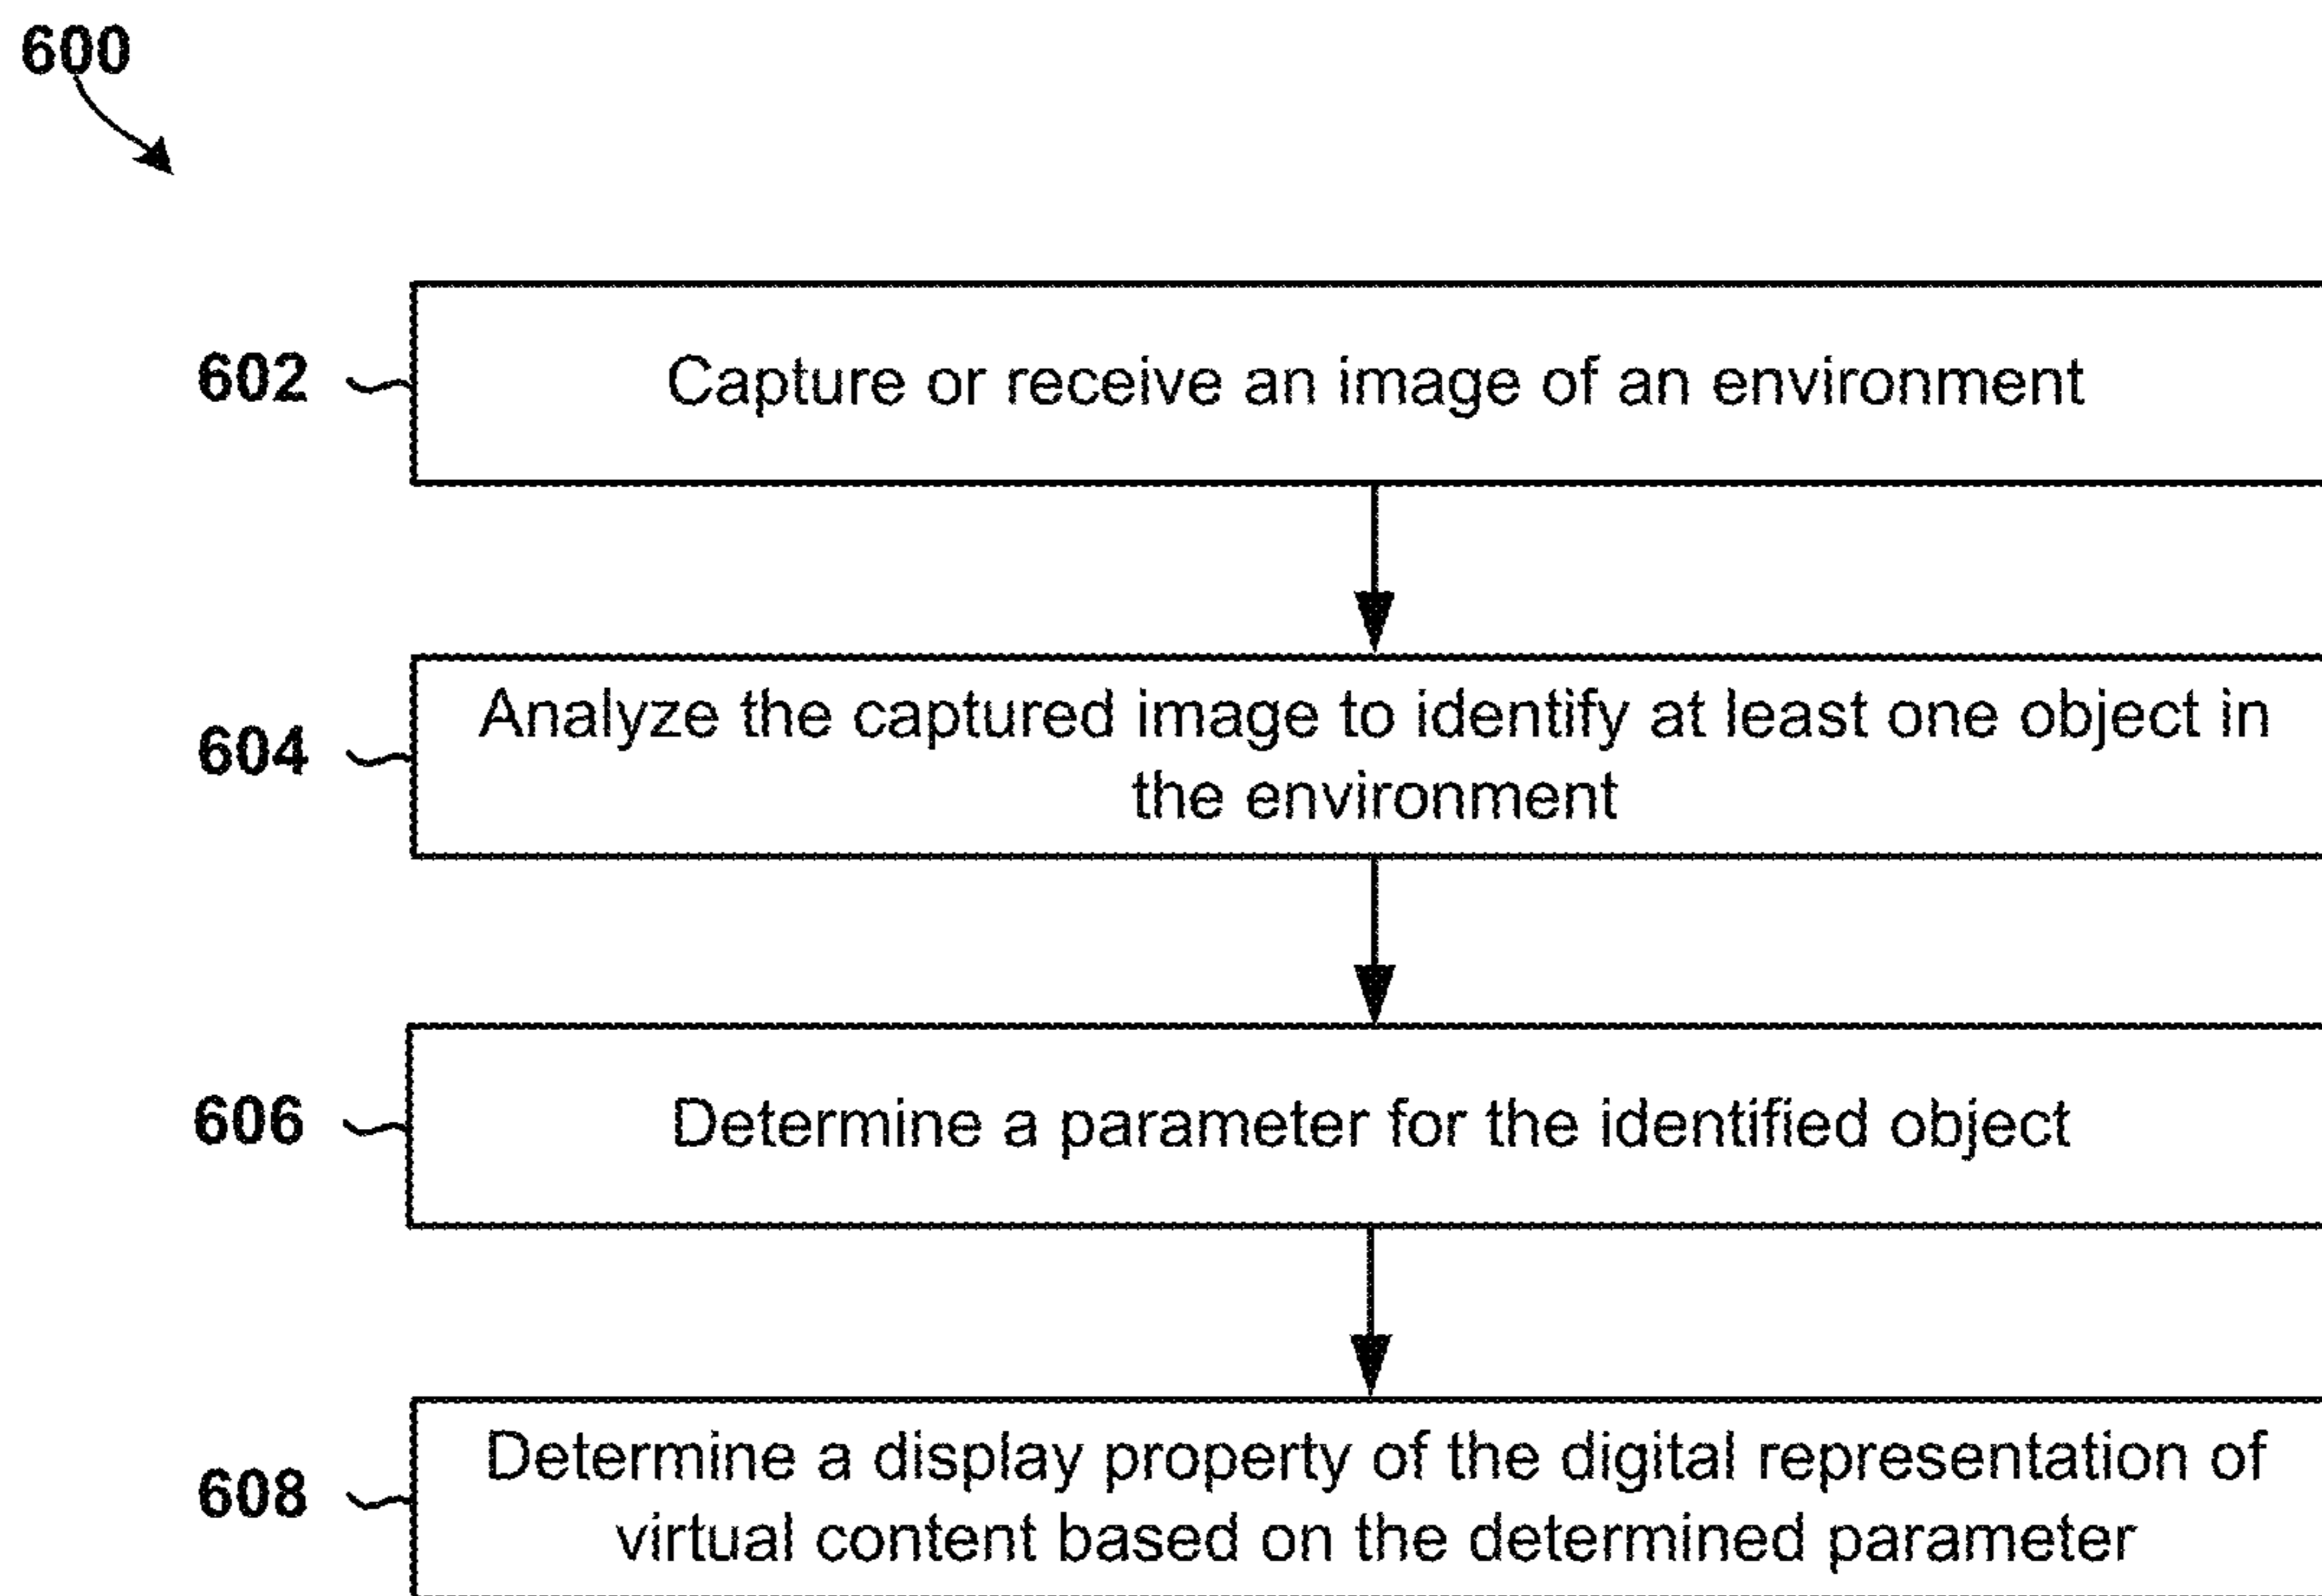 600
602
Capture or receive an image of an environment
604
Analyze the captured image to identify at least one object in
the environment
606
Determine a parameter for the identified object
608
Determine a display property of the digital representation of
virtual content based on the determined parameter